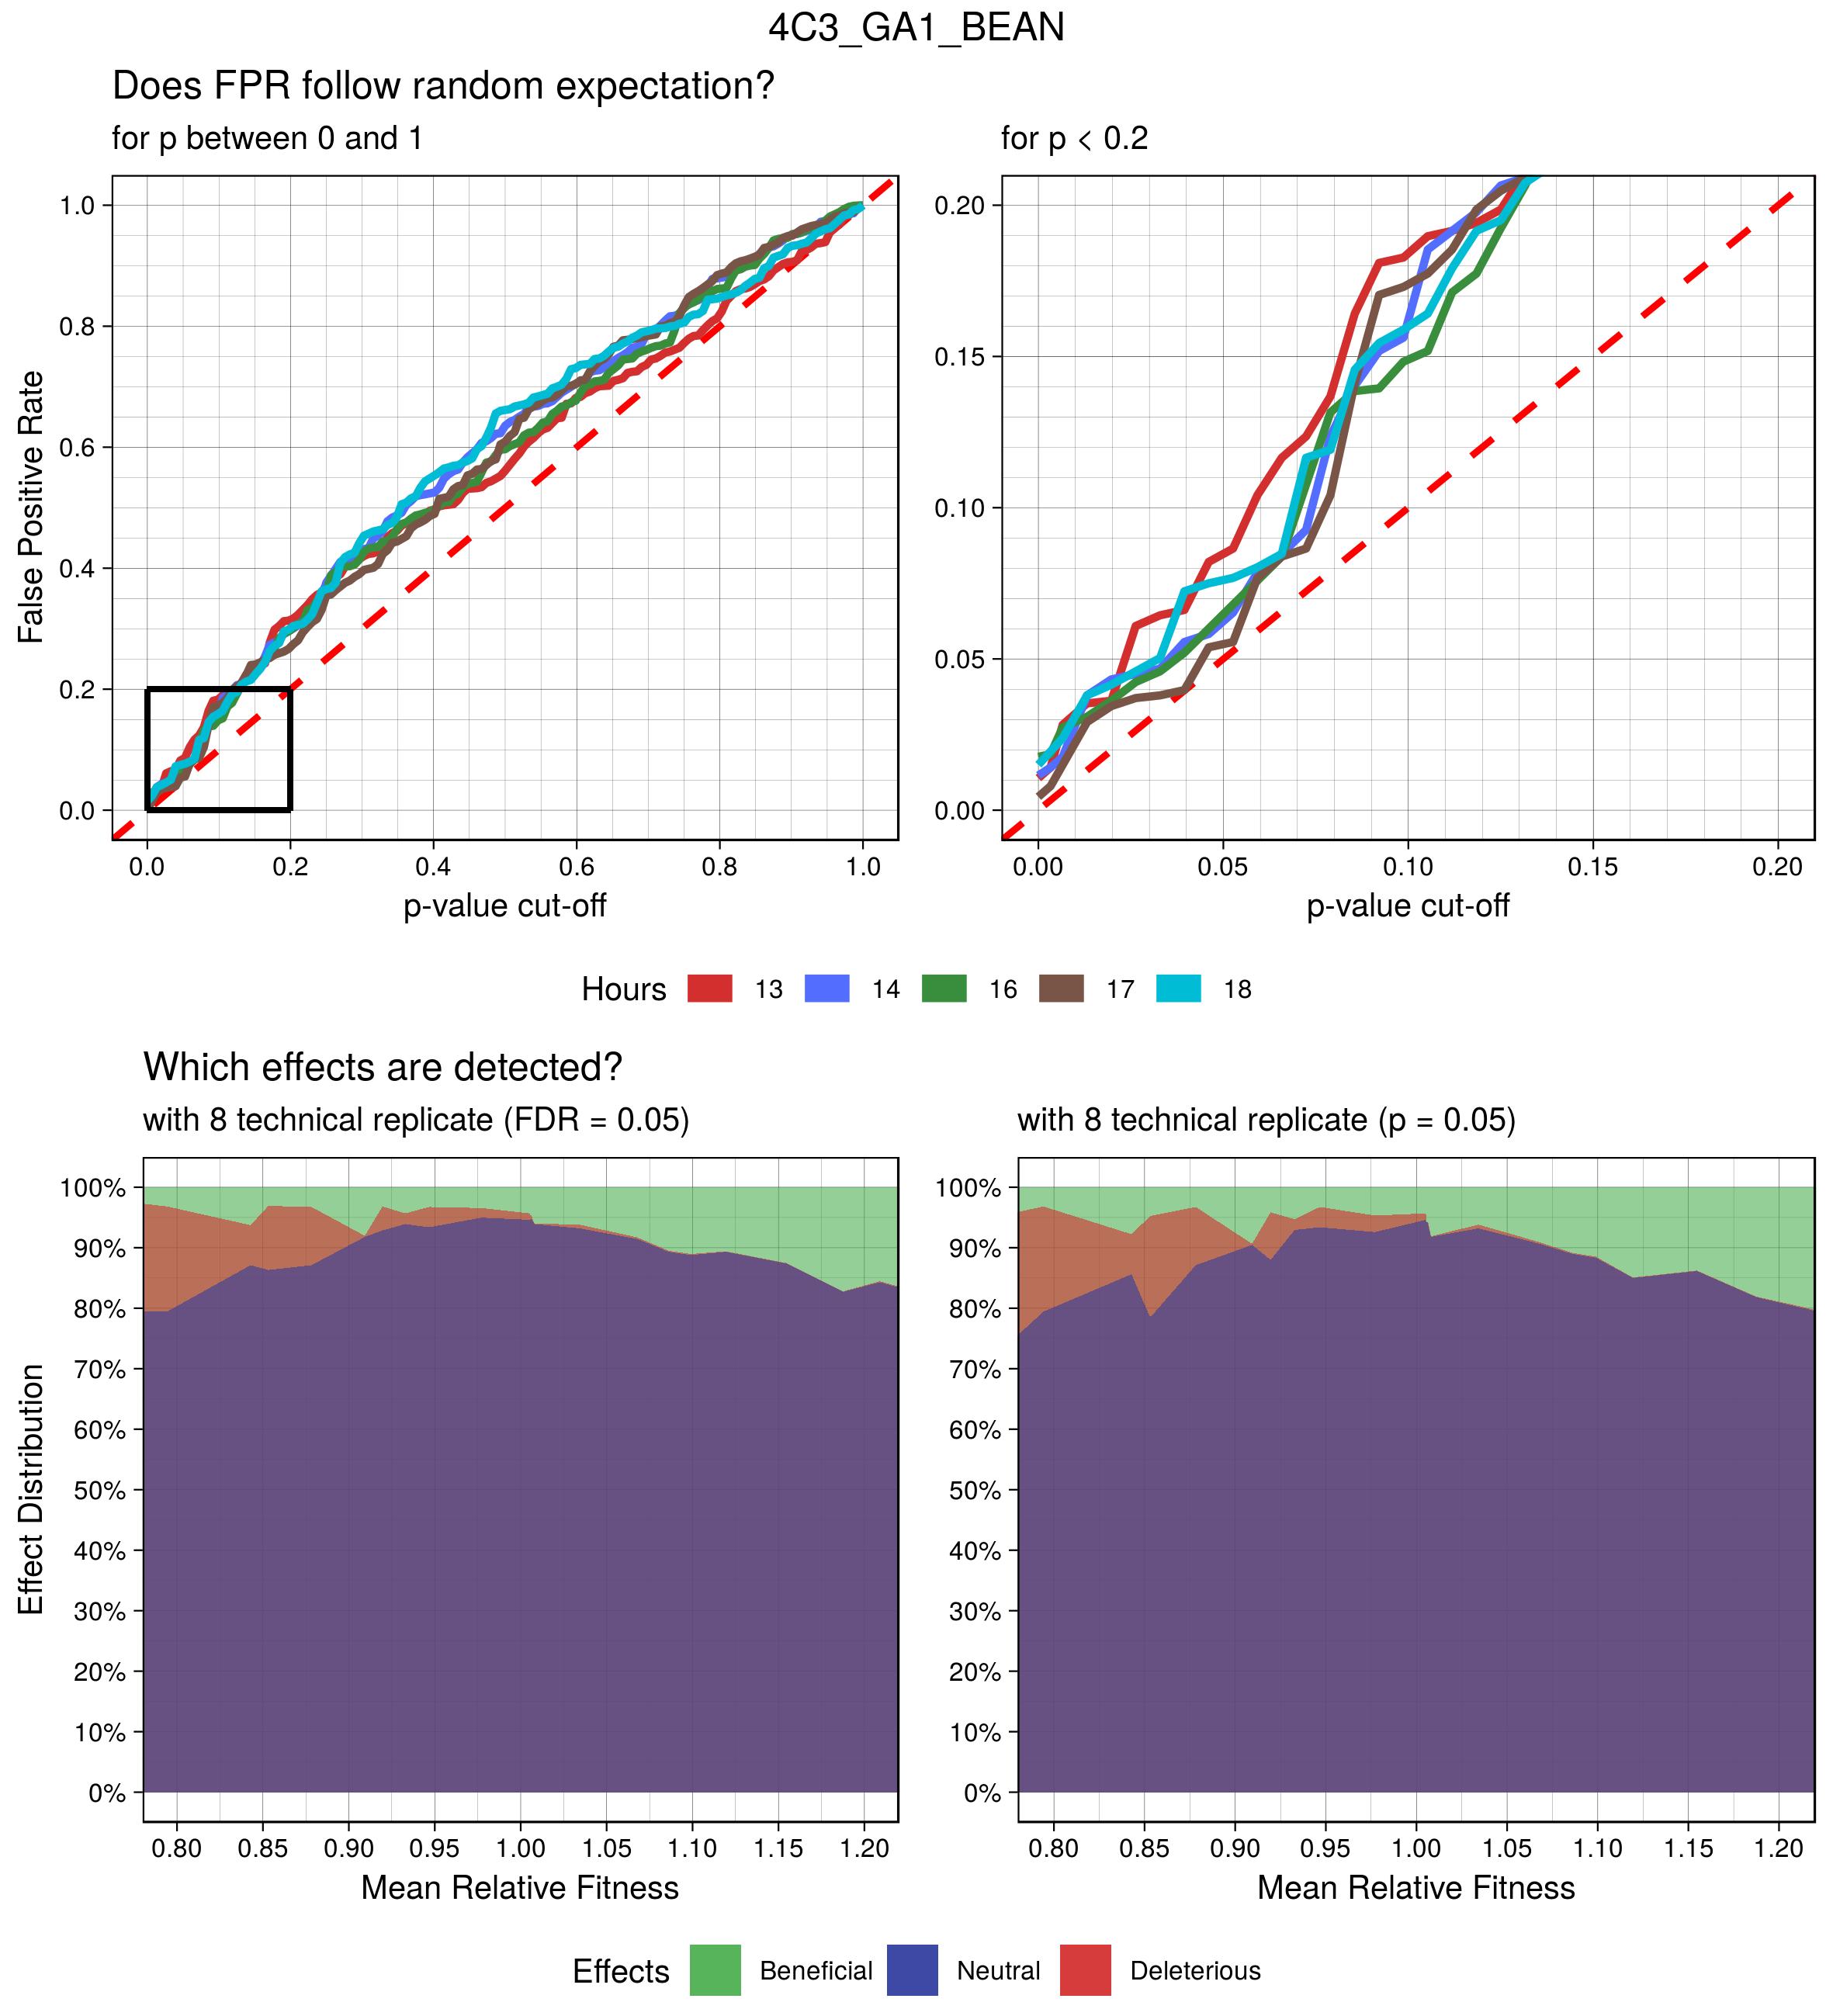 4C3_GA1_BEAN
Does FPR follow random expectation?
for p between 0 and 1
for p < 0.2
False Positive Rate
1.0
0.8
0.6
0.4
0.2
0.0
0.0 0.2 0.4 0.6 0.8 1.0
p-value cut-off
0.20
0.15
0.10
0.05
0.00
0.00 0.05 0.10 0.15 0.20
p-value cut-off
Hours 13 14 16 17 18
Which effects are detected?
with 8 technical replicate (FDR = 0.05)
with 8 technical replicate (p = 0.05)
Effect Distribution
100%
90%
80%
70%
60%
50%
40%
30%
20%
10%
0%
0.80 0.85 0.90 0.95 1.00 1.05 1.10 1.15 1.20
Mean Relative Fitness
100%
90%
80%
70%
60%
50%
40%
30%
20%
10%
0%
0.80 0.85 0.90 0.95 1.00 1.05 1.10 1.15 1.20
Mean Relative Fitness
Effects Beneficial Neutral Deleterious